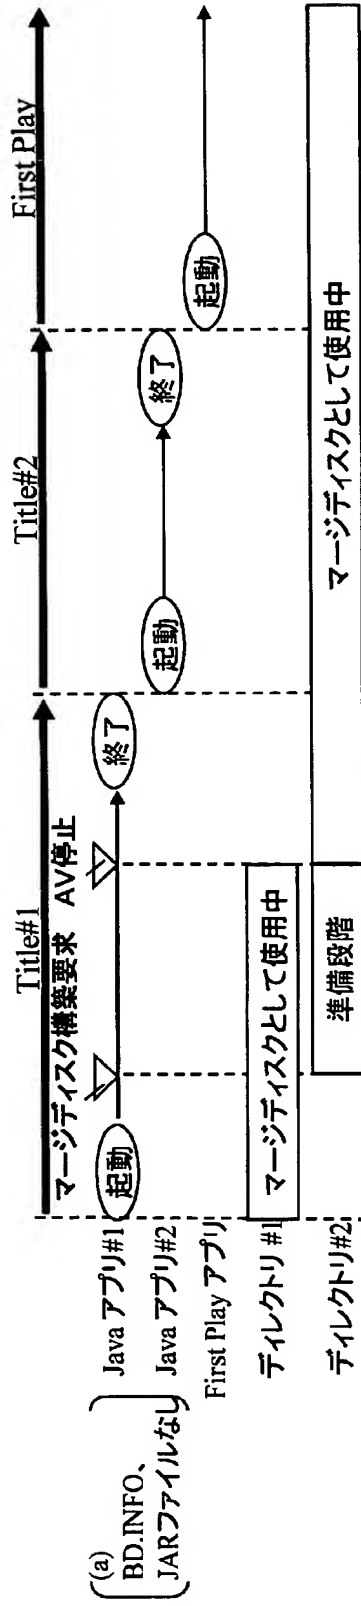 Title#1
Title#2
First Play
マージディスク構築要求 AV停止
(a)
BD.INFO、
JARファイルなし
Java アプリ#1
起動
終了
Java アプリ#2
起動
終了
First Play アプリ
起動
ディレクトリ #1
マージディスクとして使用中
ディレクトリ#2
準備段階
マージディスクとして使用中